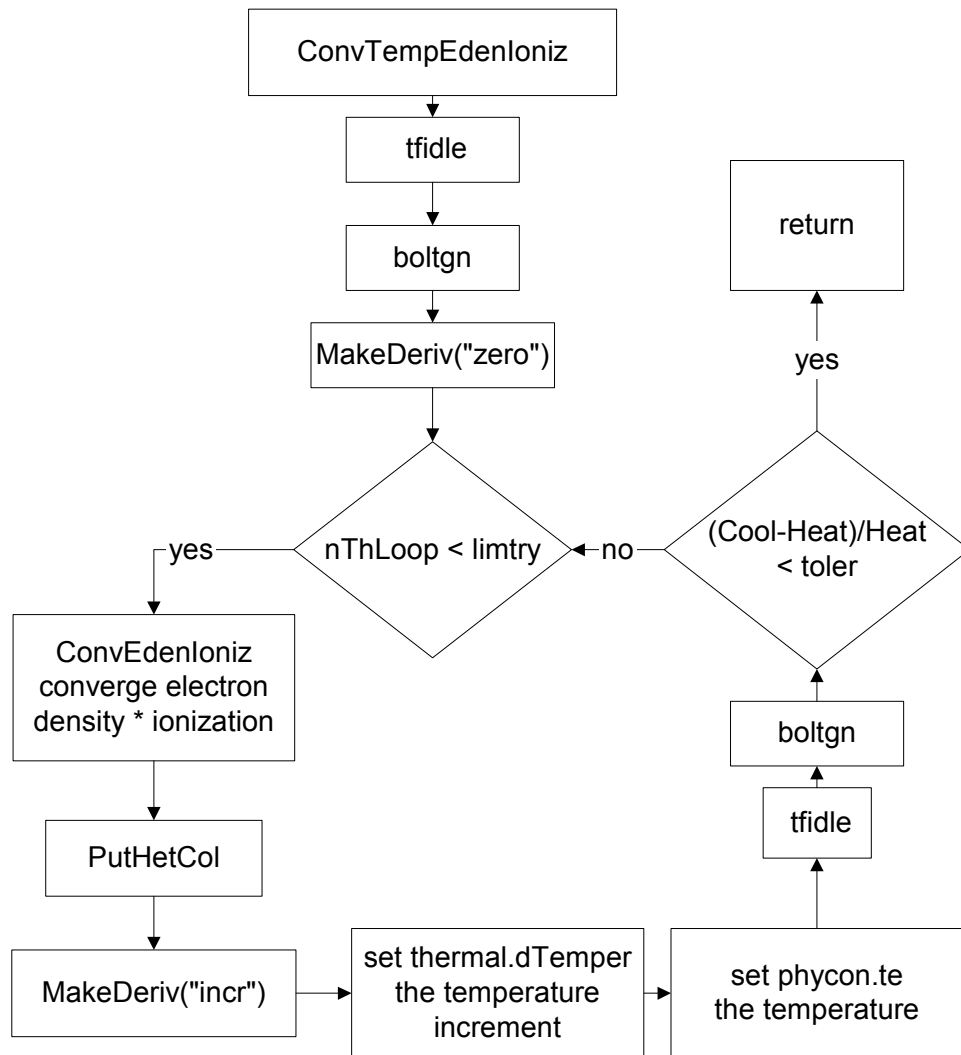 ConvTempEdenIoniz
tfidle
boltgn
MakeDeriv("zero")
nThLoop < limtry
yes
ConvEdenIoniz
converge electron
density * ionization
PutHetCol
MakeDeriv("incr")
set thermal.dTemper
the temperature
increment
set phycon.te
the temperature
tfidle
boltgn
(Cool-Heat)/Heat
< toler
no
yes
return